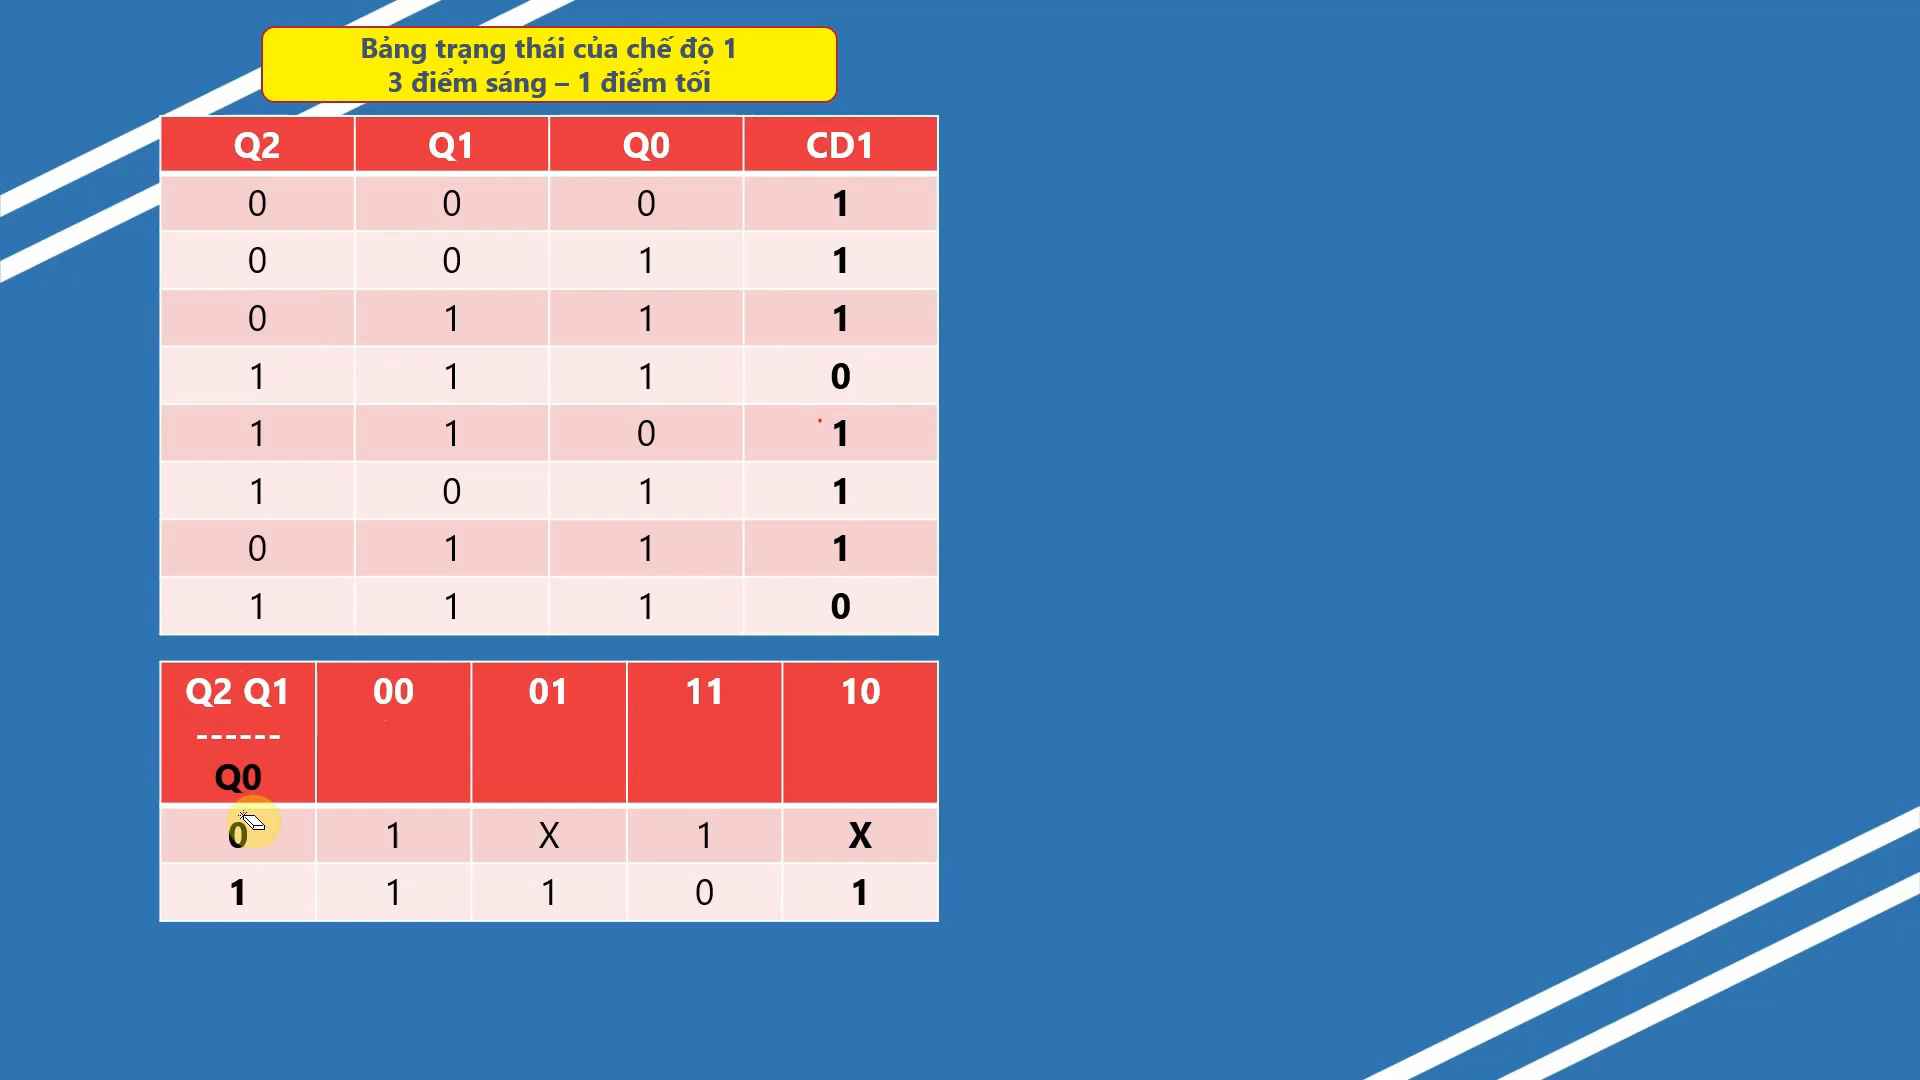 Bảng trạng thái của chế độ 1
3 điểm sáng – 1 điểm tối
Q2 Q1 Q0 CD1
0 0 0 1
0 0 1 1
0 1 1 1
1 1 1 0
1 1 0 1
1 0 1 1
0 1 1 1
1 1 1 0
Q2 Q1 00 01 11 10
------
Q0
0 1 X 1 X
1 1 1 0 1